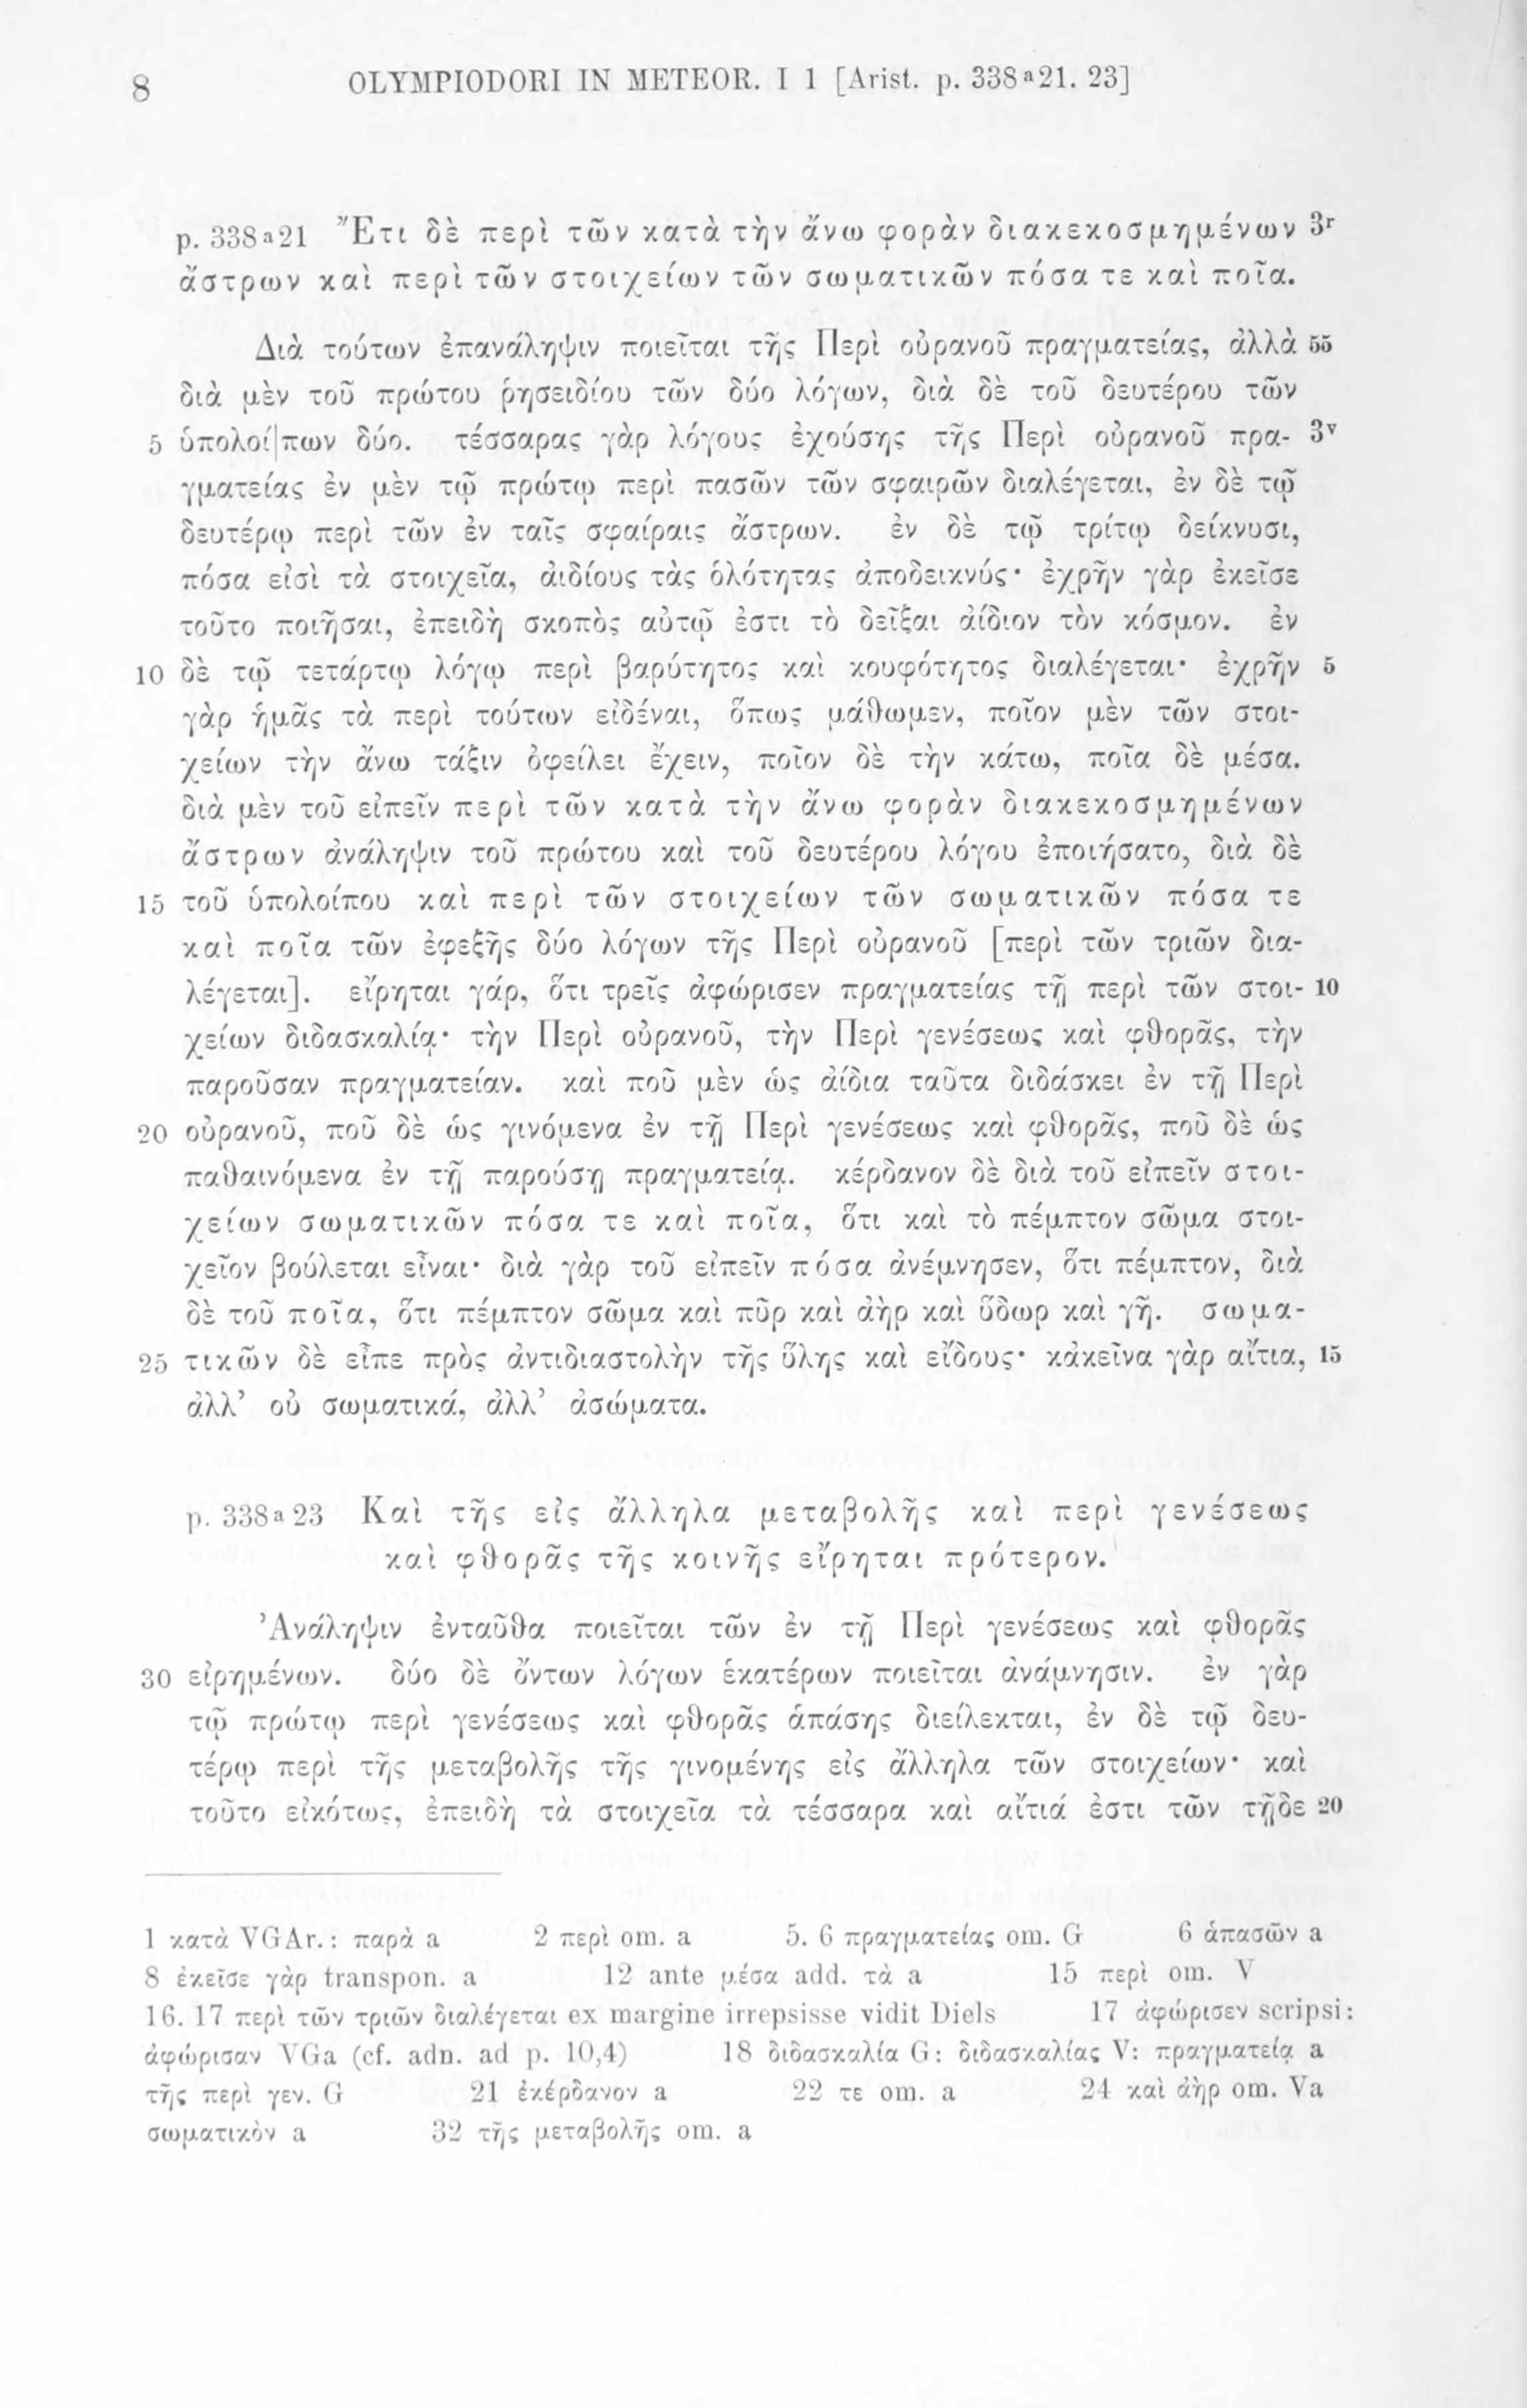 8 OLYMPIODORI IN METEOR. I 1 [Arist. p. 338ᵃ21. 23]
p. 338ᵃ21 Ἔτι δὲ περὶ τῶν κατὰ τὴν ἄνω φορὰν διακεκοσμημένων 3ʳ
ἄστρων καὶ περὶ τῶν στοιχείων τῶν σωματικῶν πόσα τε καὶ ποῖα.
Διὰ τούτων ἐπανάληψιν ποιεῖται τῆς Περὶ οὐρανοῦ πραγματείας, ἀλλὰ 55
διὰ μὲν τοῦ πρώτου ῥησειδίου τῶν δύο λόγων, διὰ δὲ τοῦ δευτέρου τῶν
5 ὑπολοί|πων δύο. τέσσαρας γὰρ λόγους ἐχούσης τῆς Περὶ οὐρανοῦ πρα- 3ᵛ
γματείας ἐν μὲν τῷ πρώτῳ περὶ πασῶν τῶν σφαιρῶν διαλέγεται, ἐν δὲ τῷ
δευτέρῳ περὶ τῶν ἐν ταῖς σφαίραις ἄστρων. ἐν δὲ τῷ τρίτῳ δείκνυσι,
πόσα εἰσὶ τὰ στοιχεῖα, ἀιδίους τὰς ὁλότητας ἀποδεικνύς· ἐχρῆν γὰρ ἐκεῖσε
τοῦτο ποιῆσαι, ἐπειδὴ σκοπὸς αὐτῷ ἐστι τὸ δεῖξαι ἀίδιον τὸν κόσμον. ἐν
10 δὲ τῷ τετάρτῳ λόγῳ περὶ βαρύτητος καὶ κουφότητος διαλέγεται· ἐχρῆν 5
γὰρ ἡμᾶς τὰ περὶ τούτων εἰδέναι, ὅπως μάθωμεν, ποῖον μὲν τῶν στοι-
χείων τὴν ἄνω τάξιν ὀφείλει ἔχειν, ποῖον δὲ τὴν κάτω, ποῖα δὲ μέσα.
διὰ μὲν τοῦ εἰπεῖν περὶ τῶν κατὰ τὴν ἄνω φορὰν διακεκοσμημένων
ἄστρων ἀνάληψιν τοῦ πρώτου καὶ τοῦ δευτέρου λόγου ἐποιήσατο, διὰ δὲ
15 τοῦ ὑπολοίπου καὶ περὶ τῶν στοιχείων τῶν σωματικῶν πόσα τε
καὶ ποῖα τῶν ἐφεξῆς δύο λόγων τῆς Περὶ οὐρανοῦ [περὶ τῶν τριῶν δια-
λέγεται]. εἴρηται γάρ, ὅτι τρεῖς ἀφώρισεν πραγματείας τῇ περὶ τῶν στοι- 10
χείων διδασκαλίᾳ· τὴν Περὶ οὐρανοῦ, τὴν Περὶ γενέσεως καὶ φθορᾶς, τὴν
παροῦσαν πραγματείαν. καὶ ποῦ μὲν ὡς ἀίδια ταῦτα διδάσκει ἐν τῇ Περὶ
20 οὐρανοῦ, ποῦ δὲ ὡς γινόμενα ἐν τῇ Περὶ γενέσεως καὶ φθορᾶς, ποῦ δὲ ὡς
παθαινόμενα ἐν τῇ παρούσῃ πραγματείᾳ. κέρδανον δὲ διὰ τοῦ εἰπεῖν στοι-
χείων σωματικῶν πόσα τε καὶ ποῖα, ὅτι καὶ τὸ πέμπτον σῶμα στοι-
χεῖον βούλεται εἶναι· διὰ γὰρ τοῦ εἰπεῖν πόσα ἀνέμνησεν, ὅτι πέμπτον, διὰ
δὲ τοῦ ποῖα, ὅτι πέμπτον σῶμα καὶ πῦρ καὶ ἀὴρ καὶ ὕδωρ καὶ γῆ. σωμα-
25 τικῶν δὲ εἶπε πρὸς ἀντιδιαστολὴν τῆς ὕλης καὶ εἴδους· κἀκεῖνα γὰρ αἴτια, 15
ἀλλ’ οὐ σωματικά, ἀλλ’ ἀσώματα.
p. 338ᵃ23 Καὶ τῆς εἰς ἄλληλα μεταβολῆς καὶ περὶ γενέσεως
καὶ φθορᾶς τῆς κοινῆς εἴρηται πρότερον.
Ἀνάληψιν ἐνταῦθα ποιεῖται τῶν ἐν τῇ Περὶ γενέσεως καὶ φθορᾶς
30 εἰρημένων. δύο δὲ ὄντων λόγων ἑκατέρων ποιεῖται ἀνάμνησιν. ἐν γὰρ
τῷ πρώτῳ περὶ γενέσεως καὶ φθορᾶς ἁπάσης διείλεκται, ἐν δὲ τῷ δευ-
τέρῳ περὶ τῆς μεταβολῆς τῆς γινομένης εἰς ἄλληλα τῶν στοιχείων· καὶ
τοῦτο εἰκότως, ἐπειδὴ τὰ στοιχεῖα τὰ τέσσαρα καὶ αἴτιά ἐστι τῶν τῇδε 20
1 κατὰ VGAr.: παρὰ a 2 περὶ om. a 5. 6 πραγματείας om. G 6 ἁπασῶν a
8 ἐκεῖσε γὰρ transpon. a 12 ante μέσα add. τὰ a 15 περὶ om. V
16. 17 περὶ τῶν τριῶν διαλέγεται ex margine irrepsisse vidit Diels 17 ἀφώρισεν scripsi:
ἀφώρισαν VGa (cf. adn. ad p. 10,4) 18 διδασκαλία G: διδασκαλίας V: πραγματείᾳ a
τῆς περὶ γεν. G 21 ἐκέρδανον a 22 τε om. a 24 καὶ ἀὴρ om. Va
σωματικὸν a 32 τῆς μεταβολῆς om. a